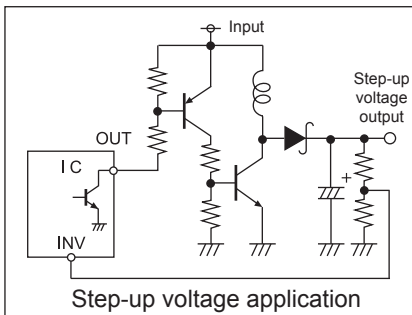 Input
Step-up
voltage
output
OUT
IC
+
INV
Step-up voltage application